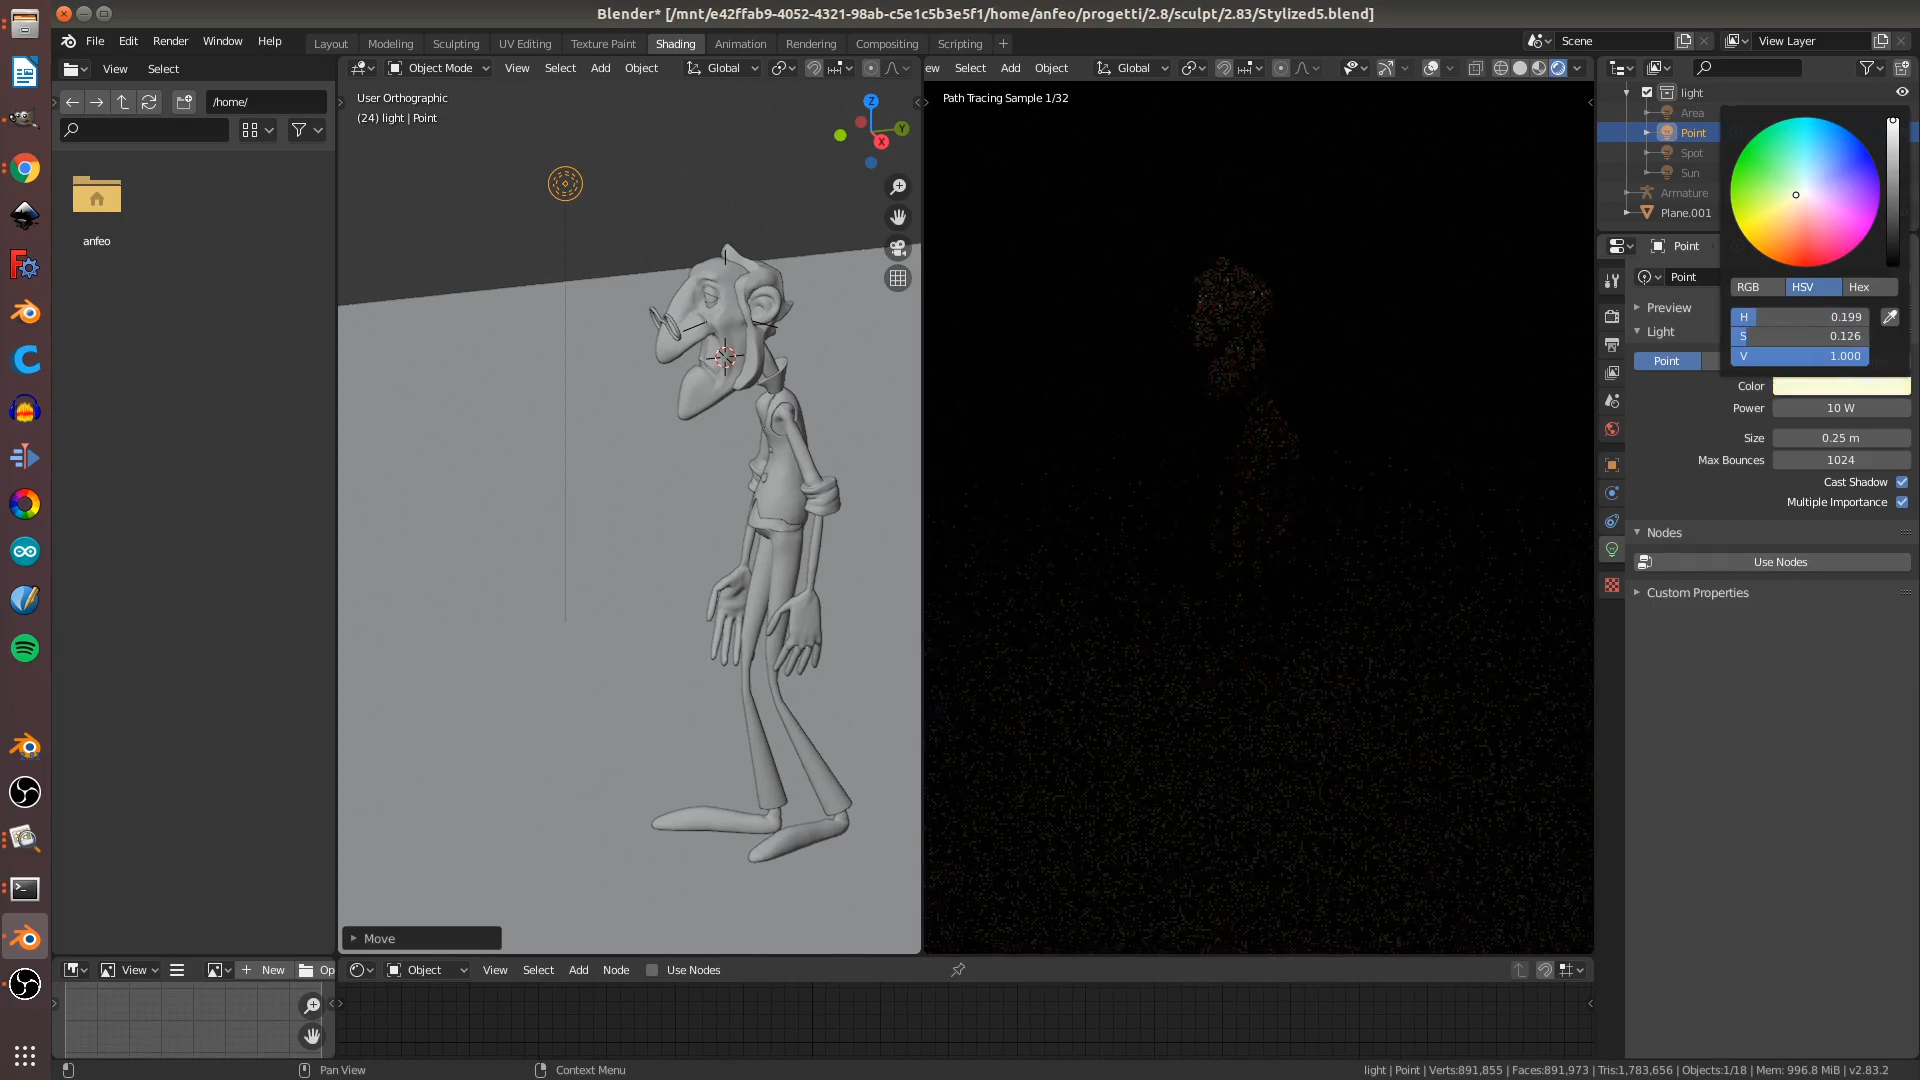 Blender* [/mnt/e42ffab9-4052-4321-98ab-c5e1c5b3e5f1/home/anfeo/progetti/2.8/sculpt/2.83/Stylized5.blend]
File Edit Render Window Help Layout Modeling Sculpting UV Editing Texture Paint Shading Animation Rendering Compositing Scripting + Scene View Layer
View Select Object Mode View Select Add Object Global ew Select Add Object Global
/home/
User Orthographic
(24) light | Point
Z
Y
X
Path Tracing Sample 1/32
anfeo
Move
light
Area
Point
Spot
Sun
Armature
Plane.001
Point
Point
RGB HSV Hex
H 0.199
S 0.126
V 1.000
Preview
Light
Point
Color
Power 10 W
Size 0.25 m
Max Bounces 1024
Cast Shadow
Multiple Importance
Nodes
Use Nodes
Custom Properties
View + New Op Object View Select Add Node Use Nodes
Pan View Context Menu light | Point | Verts:891,855 | Faces:891,973 | Tris:1,783,656 | Objects:1/18 | Mem: 996.8 MiB | v2.83.2